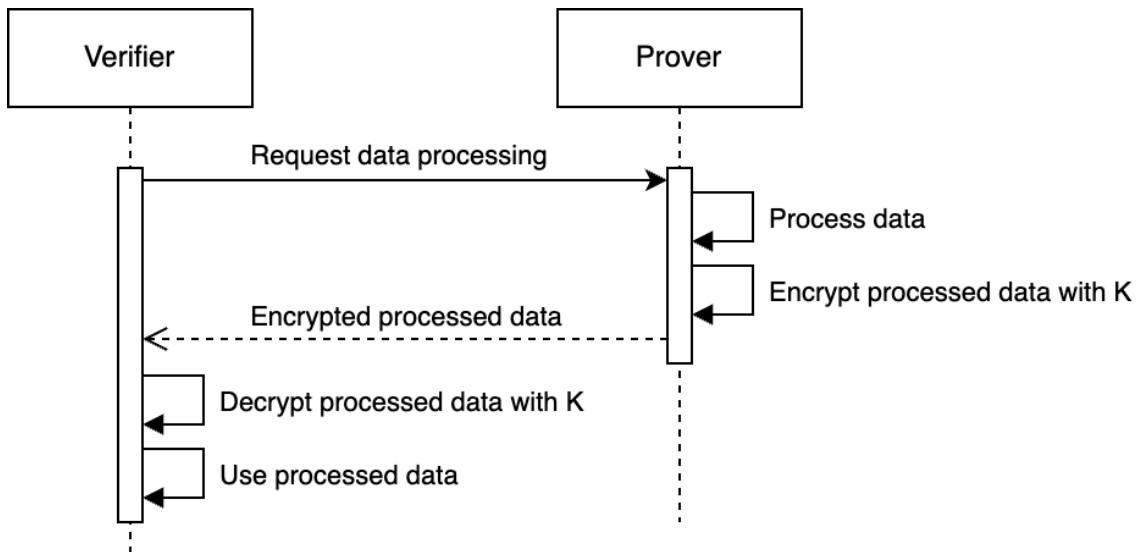 Verifier
Prover
Request data processing
Process data
Encrypt processed data with K
Encrypted processed data
Decrypt processed data with K
Use processed data